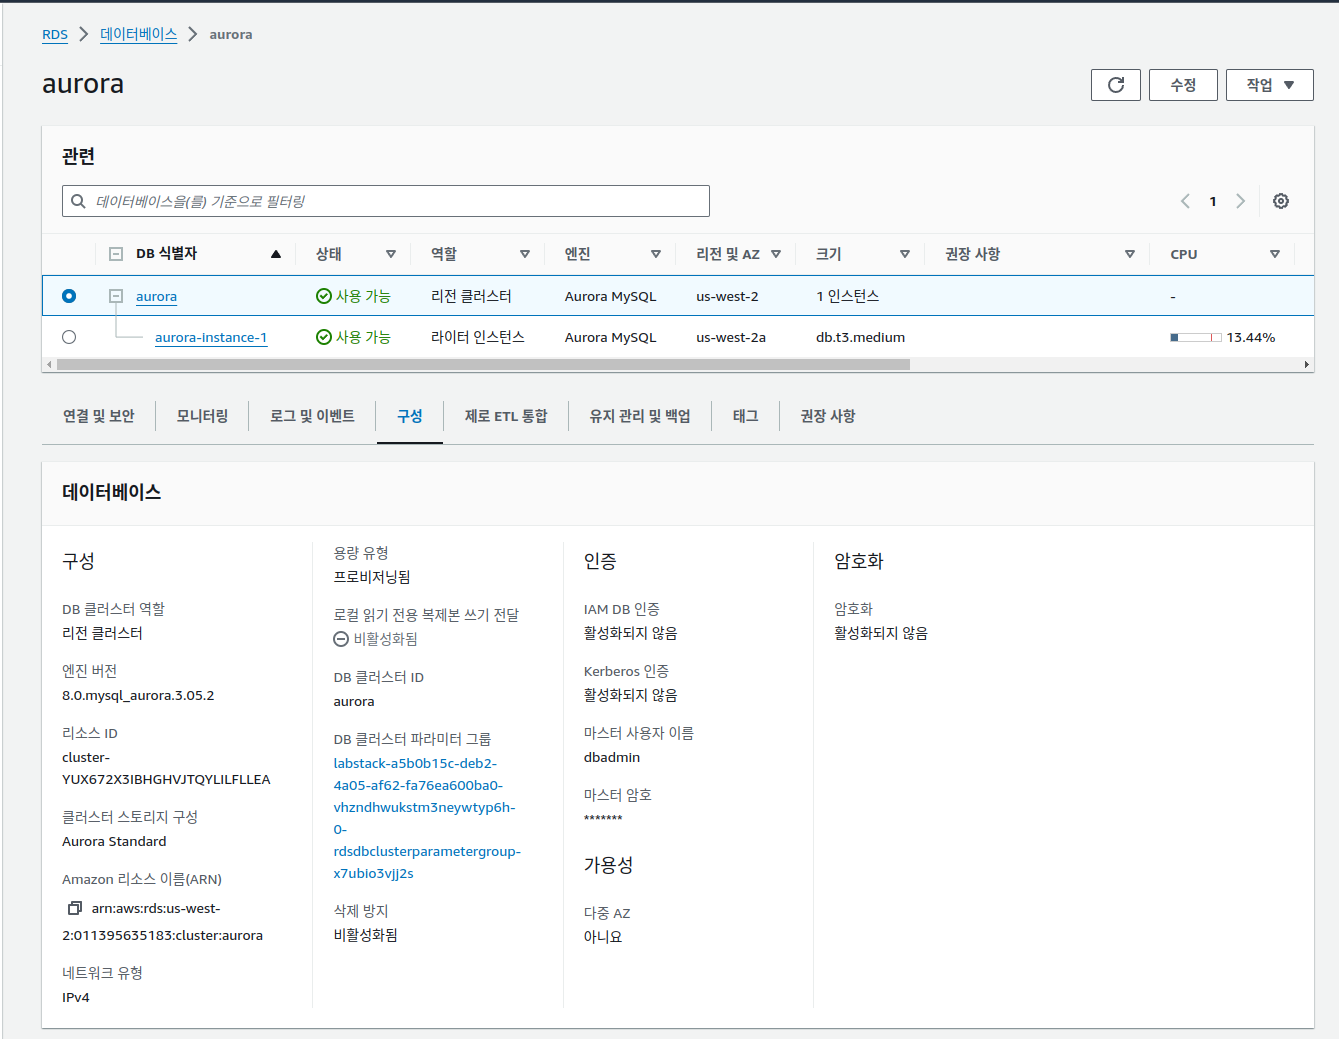 RDS > 데이터베이스 > aurora
aurora
수정
작업
관련
데이터베이스을(를) 기준으로 필터링
1
DB 식별자 상태 역할 엔진 리전 및 AZ 크기 권장 사항 CPU
aurora 사용 가능 리전 클러스터 Aurora MySQL us-west-2 1 인스턴스 -
aurora-instance-1 사용 가능 라이터 인스턴스 Aurora MySQL us-west-2a db.t3.medium 13.44%
연결 및 보안 모니터링 로그 및 이벤트 구성 제로 ETL 통합 유지 관리 및 백업 태그 권장 사항
데이터베이스
구성
DB 클러스터 역할
리전 클러스터
엔진 버전
8.0.mysql_aurora.3.05.2
리소스 ID
cluster-
YUX672X3IBHGHVJTQYLILFLLEA
클러스터 스토리지 구성
Aurora Standard
Amazon 리소스 이름(ARN)
arn:aws:rds:us-west-
2:011395635183:cluster:aurora
네트워크 유형
IPv4
용량 유형
프로비저닝됨
로컬 읽기 전용 복제본 쓰기 전달
비활성화됨
DB 클러스터 ID
aurora
DB 클러스터 파라미터 그룹
labstack-a5b0b15c-deb2-
4a05-af62-fa76ea600ba0-
vhzndhwukstm3neywtyp6h-
0-
rdsdbclusterparametergroup-
x7ubio3vjj2s
삭제 방지
비활성화됨
인증
IAM DB 인증
활성화되지 않음
Kerberos 인증
활성화되지 않음
마스터 사용자 이름
dbadmin
마스터 암호
*******
가용성
다중 AZ
아니요
암호화
암호화
활성화되지 않음